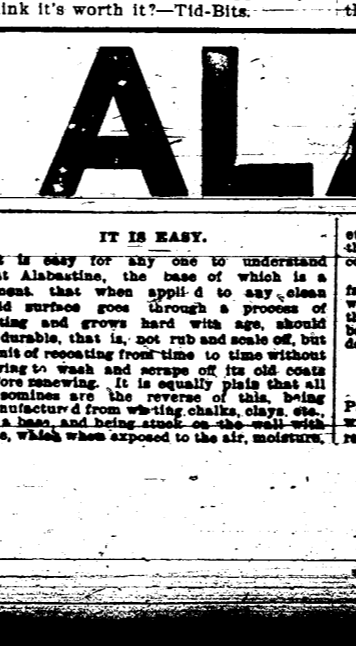 ink it's worth it?—Tid-Bits.
ALA
IT IS EASY.
t is easy for any one to understand
t Alabastine, the base of which is a
ment that when appli d to any clean
id surface goes through a process of
ting and grows hard with age, should
durable, that is, not rub and scale off, but
mit of recoating from time to time without
ring to wash and scrape off its old coats
ore renewing. It is equally plain that all
somines are the reverse of this, being
nufactured from whiting, chalks, clays, etc.,
a base, and being stuck on the wall with
e, which when exposed to the air, moisture,